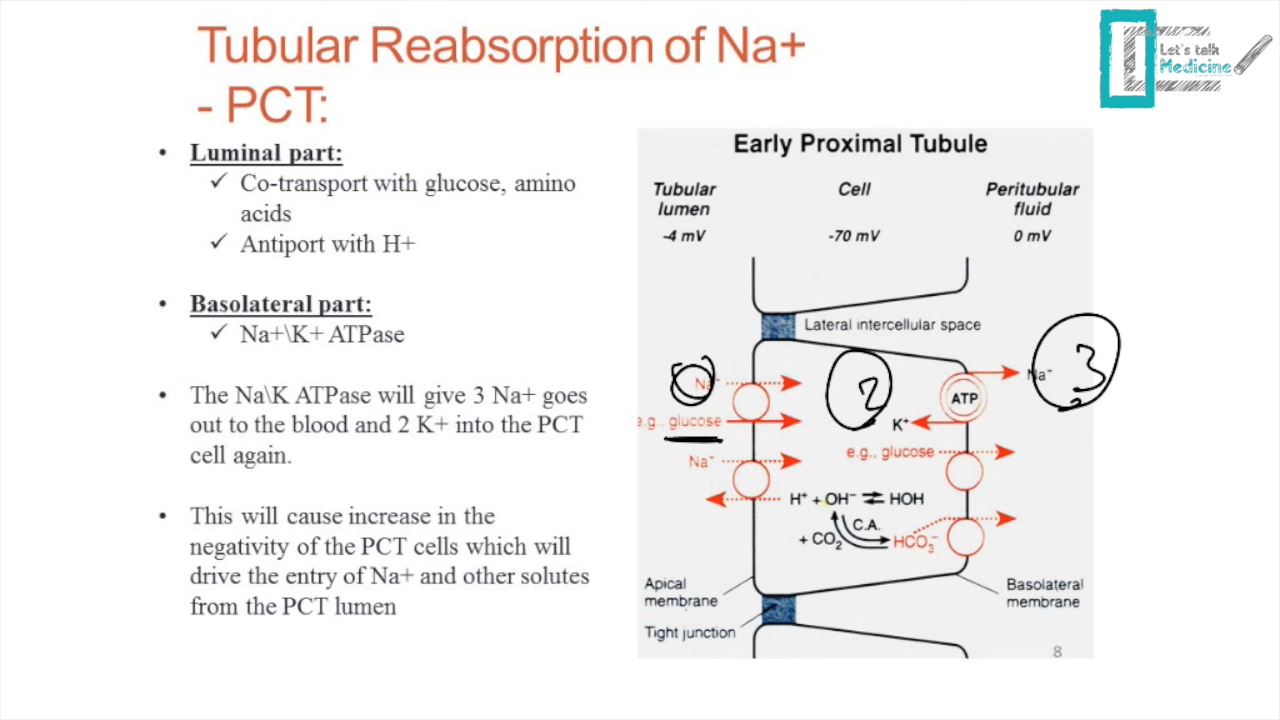 Tubular Reabsorption of Na+
- PCT:
Let's talk
Medicine
• Luminal part:
✓ Co-transport with glucose, amino
acids
✓ Antiport with H+
• Basolateral part:
✓ Na+\K+ ATPase
• The Na\K ATPase will give 3 Na+ goes
out to the blood and 2 K+ into the PCT
cell again.
• This will cause increase in the
negativity of the PCT cells which will
drive the entry of Na+ and other solutes
from the PCT lumen
Early Proximal Tubule
Tubular
lumen
-4 mV
Cell
-70 mV
Peritubular
fluid
0 mV
Lateral intercellular space
Na⁺
2
ATP
Na⁺
3
e.g., glucose
K⁺
e.g., glucose
Na⁺
H⁺ + OH⁻ ⇌ HOH
C.A.
+ CO₂
HCO₃⁻
Apical
membrane
Basolateral
membrane
Tight junction
8